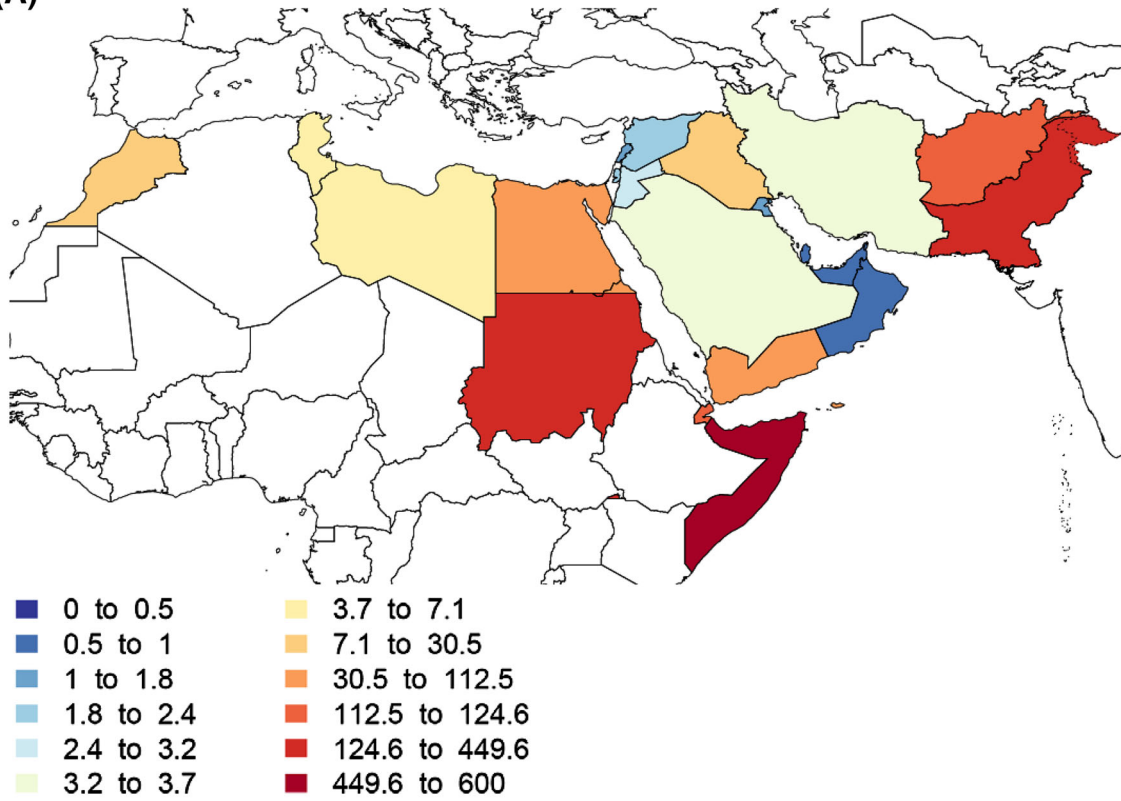 (A)
0 to 0.5
0.5 to 1
1 to 1.8
1.8 to 2.4
2.4 to 3.2
3.2 to 3.7
3.7 to 7.1
7.1 to 30.5
30.5 to 112.5
112.5 to 124.6
124.6 to 449.6
449.6 to 600